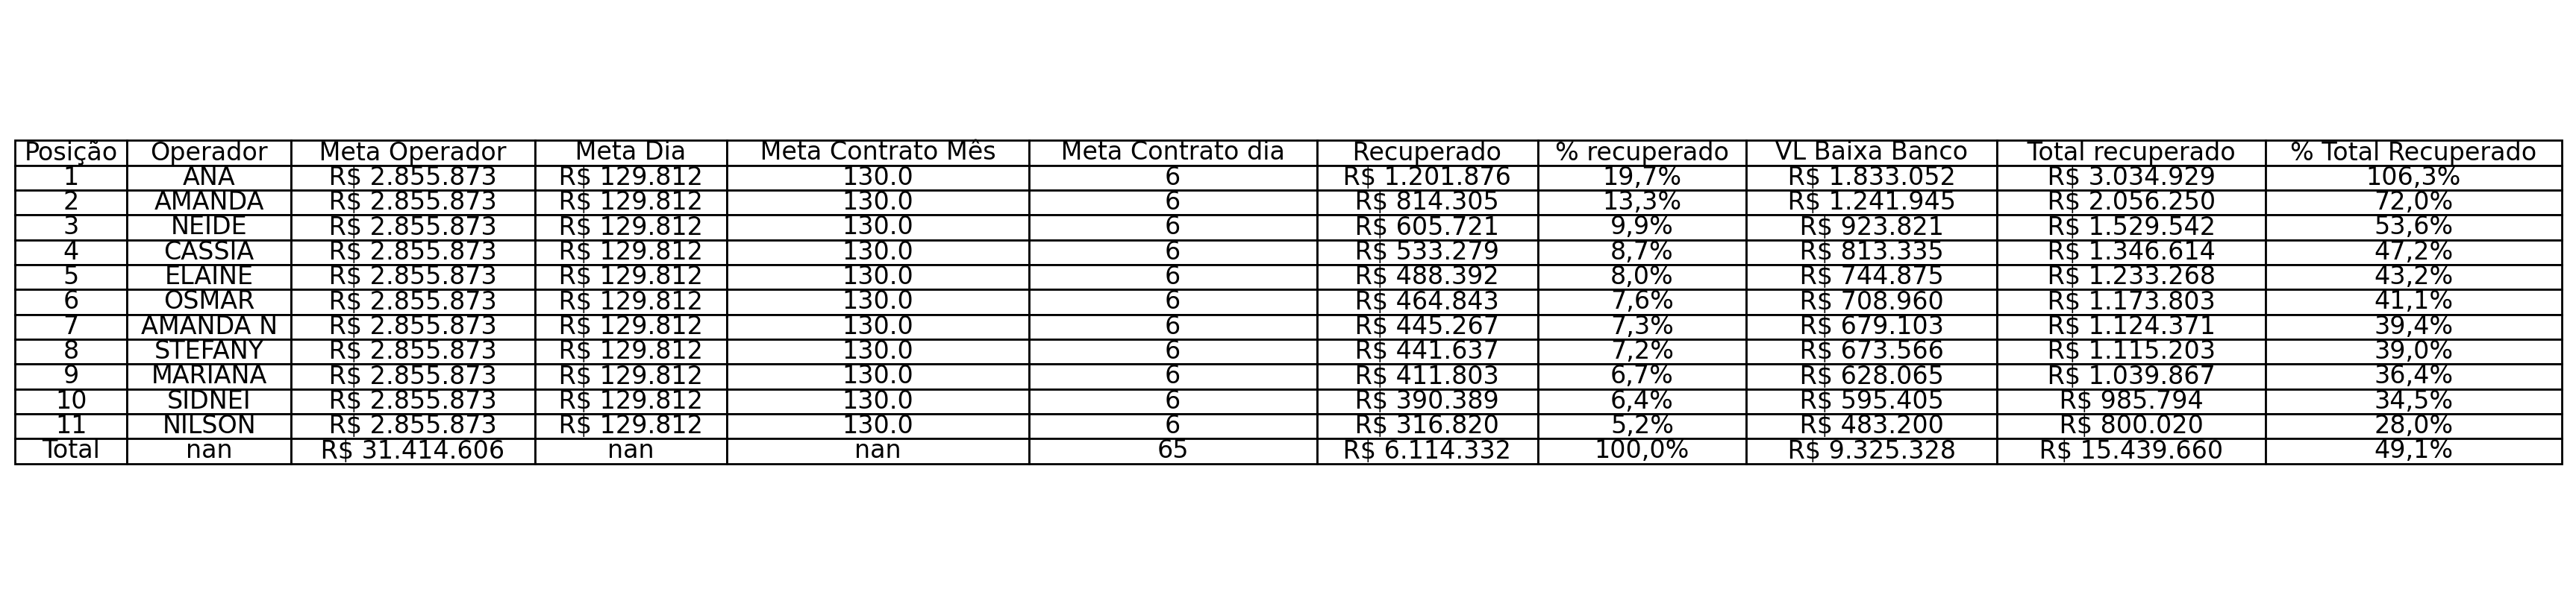 Posição Operador Meta Operador Meta Dia Meta Contrato Mês Meta Contrato dia Recuperado % recuperado VL Baixa Banco Total recuperado % Total Recuperado
1 ANA R$ 2.855.873 R$ 129.812 130.0 6 R$ 1.201.876 19,7% R$ 1.833.052 R$ 3.034.929 106,3%
2 AMANDA R$ 2.855.873 R$ 129.812 130.0 6 R$ 814.305 13,3% R$ 1.241.945 R$ 2.056.250 72,0%
3 NEIDE R$ 2.855.873 R$ 129.812 130.0 6 R$ 605.721 9,9% R$ 923.821 R$ 1.529.542 53,6%
4 CASSIA R$ 2.855.873 R$ 129.812 130.0 6 R$ 533.279 8,7% R$ 813.335 R$ 1.346.614 47,2%
5 ELAINE R$ 2.855.873 R$ 129.812 130.0 6 R$ 488.392 8,0% R$ 744.875 R$ 1.233.268 43,2%
6 OSMAR R$ 2.855.873 R$ 129.812 130.0 6 R$ 464.843 7,6% R$ 708.960 R$ 1.173.803 41,1%
7 AMANDA N R$ 2.855.873 R$ 129.812 130.0 6 R$ 445.267 7,3% R$ 679.103 R$ 1.124.371 39,4%
8 STEFANY R$ 2.855.873 R$ 129.812 130.0 6 R$ 441.637 7,2% R$ 673.566 R$ 1.115.203 39,0%
9 MARIANA R$ 2.855.873 R$ 129.812 130.0 6 R$ 411.803 6,7% R$ 628.065 R$ 1.039.867 36,4%
10 SIDNEI R$ 2.855.873 R$ 129.812 130.0 6 R$ 390.389 6,4% R$ 595.405 R$ 985.794 34,5%
11 NILSON R$ 2.855.873 R$ 129.812 130.0 6 R$ 316.820 5,2% R$ 483.200 R$ 800.020 28,0%
Total nan R$ 31.414.606 nan nan 65 R$ 6.114.332 100,0% R$ 9.325.328 R$ 15.439.660 49,1%